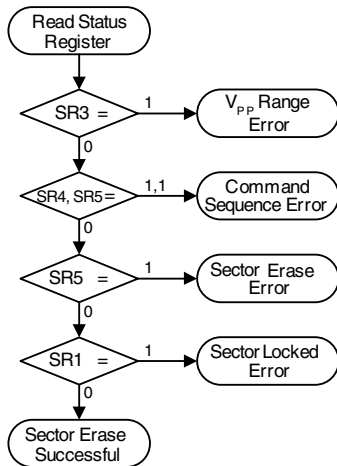 Read Status
Register
SR3 =
1
V_PP Range
Error
0
SR4, SR5=
1,1
Command
Sequence Error
0
SR5 =
1
Sector Erase
Error
0
SR1 =
1
Sector Locked
Error
0
Sector Erase
Successful